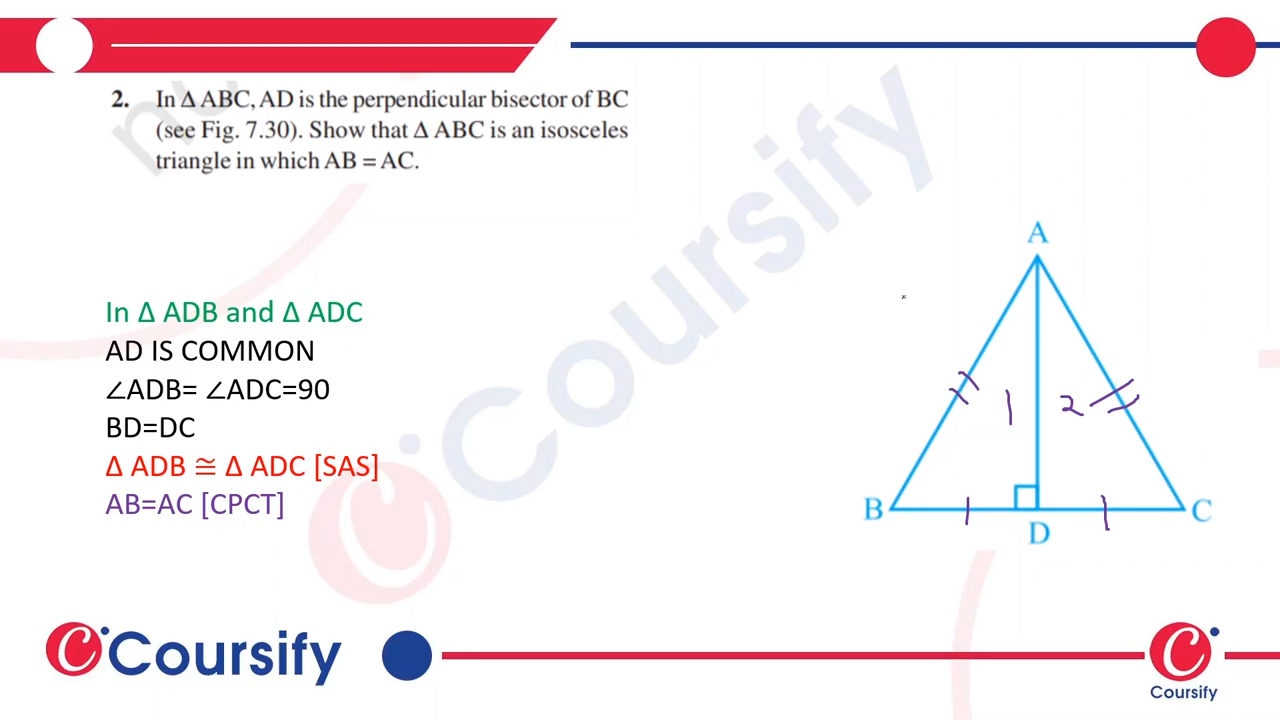 2. In Δ ABC, AD is the perpendicular bisector of BC
(see Fig. 7.30). Show that Δ ABC is an isosceles
triangle in which AB = AC.
Coursify
In Δ ADB and Δ ADC
AD IS COMMON
∠ADB= ∠ADC=90
BD=DC
Δ ADB ≅ Δ ADC [SAS]
AB=AC [CPCT]
A
1 2
B
D
C
Coursify
Coursify